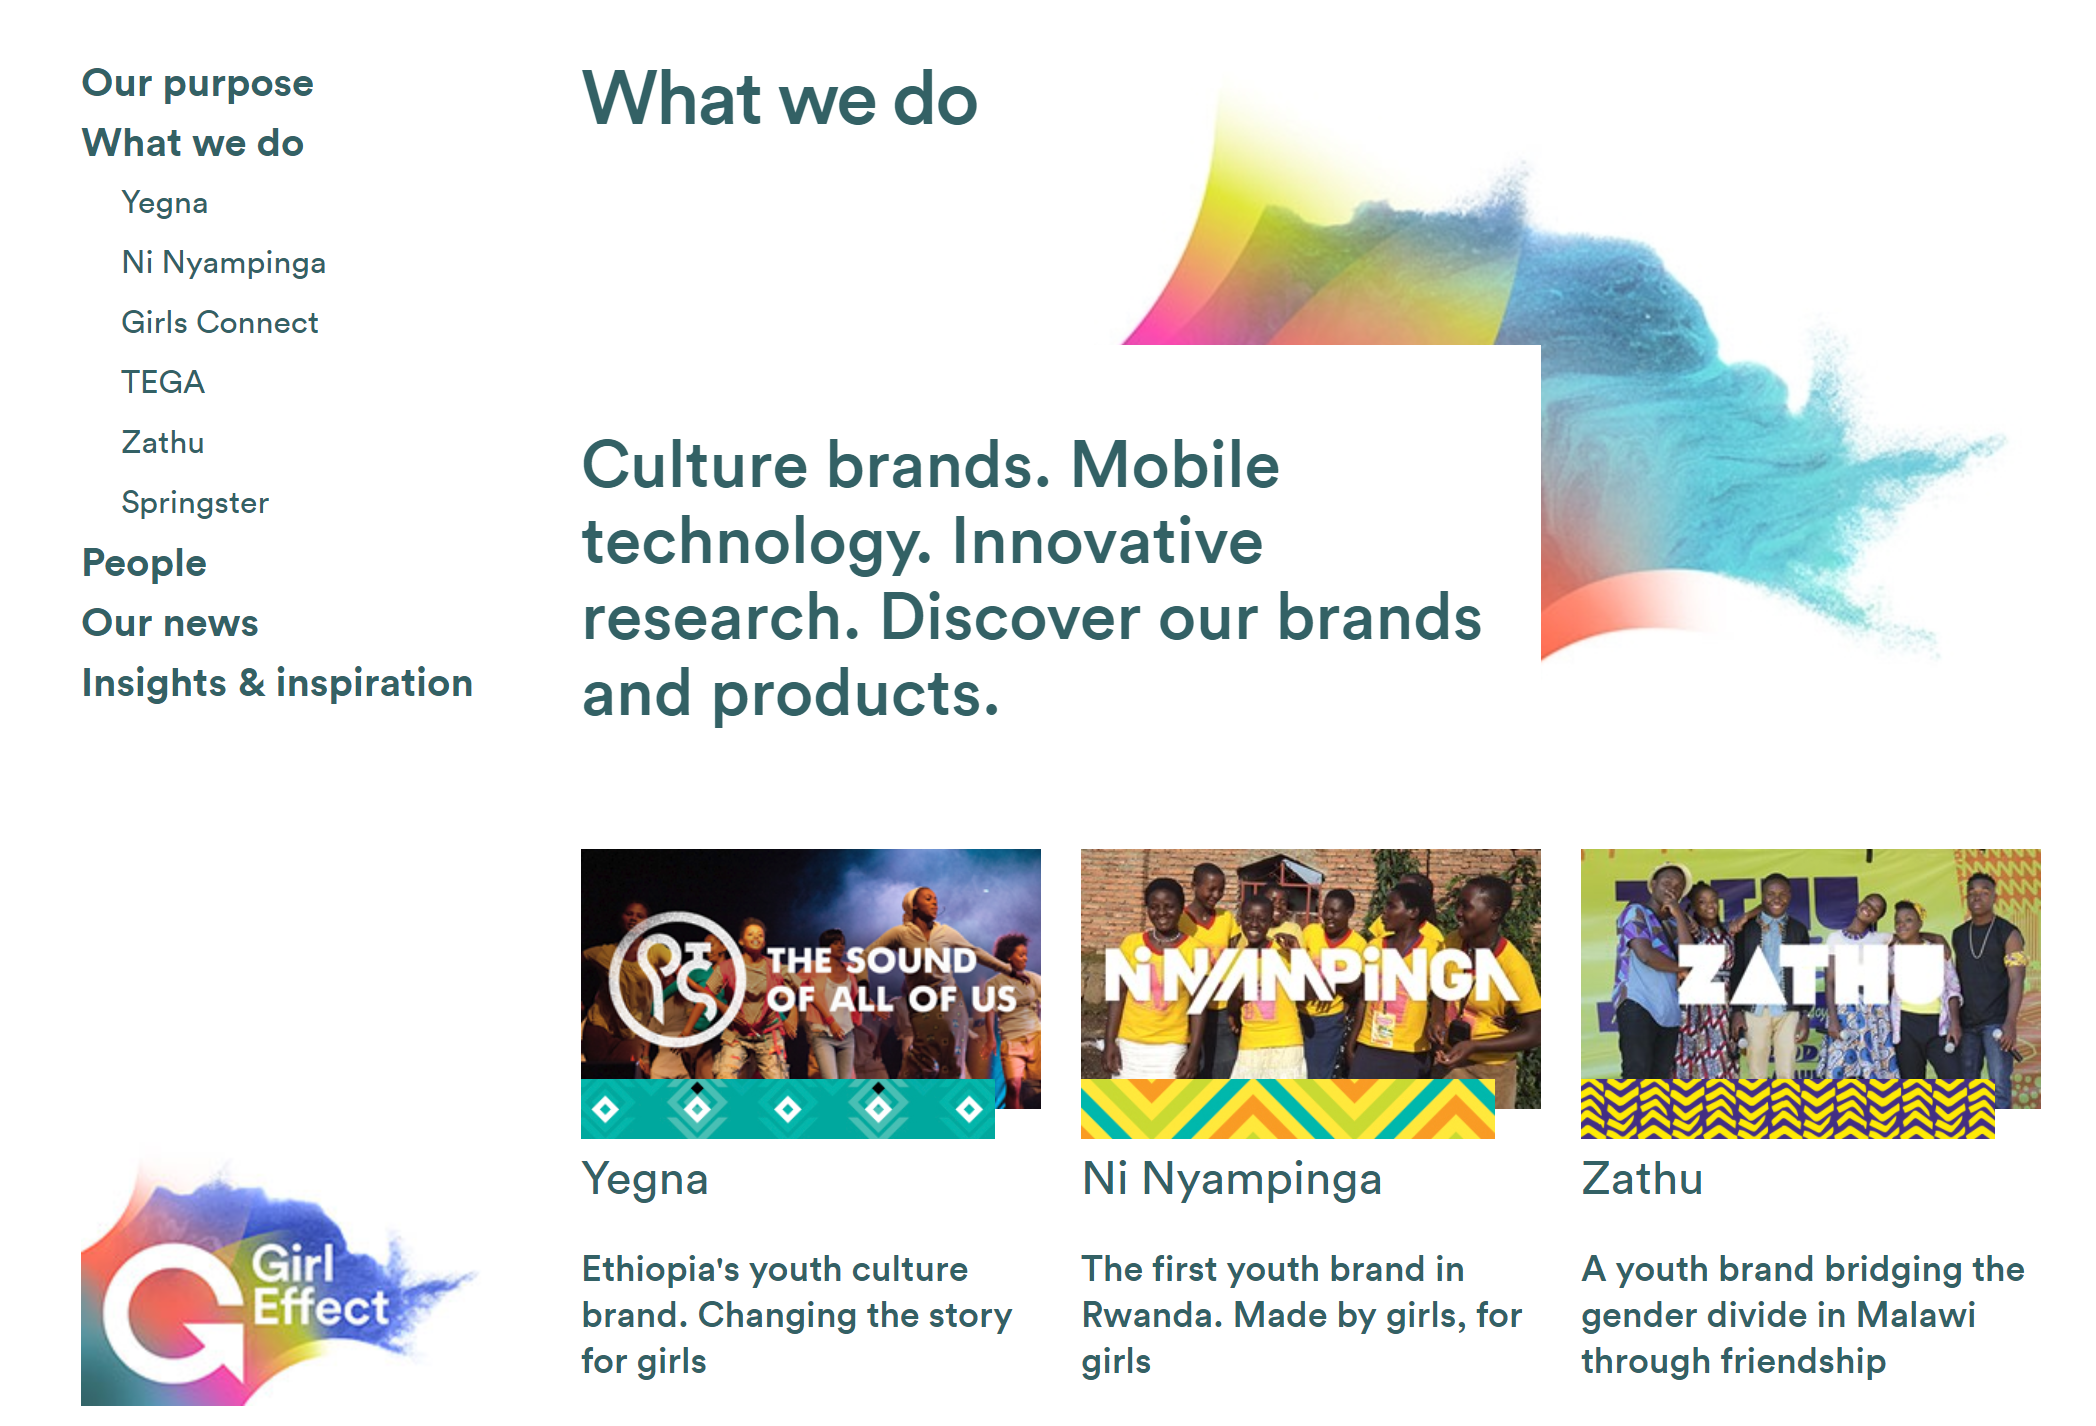 Our purpose
What we do
Yegna
Ni Nyampinga
Girls Connect
TEGA
Zathu
Springster
People
Our news
Insights & inspiration
What we do
Culture brands. Mobile
technology. Innovative
research. Discover our brands
and products.
የኛ
THE SOUND
OF ALL OF US
Ni NYAMPiNGA
ZATHU
ZATHU
Yegna
Ni Nyampinga
Zathu
Ethiopia's youth culture
brand. Changing the story
for girls
The first youth brand in
Rwanda. Made by girls, for
girls
A youth brand bridging the
gender divide in Malawi
through friendship
Girl
Effect